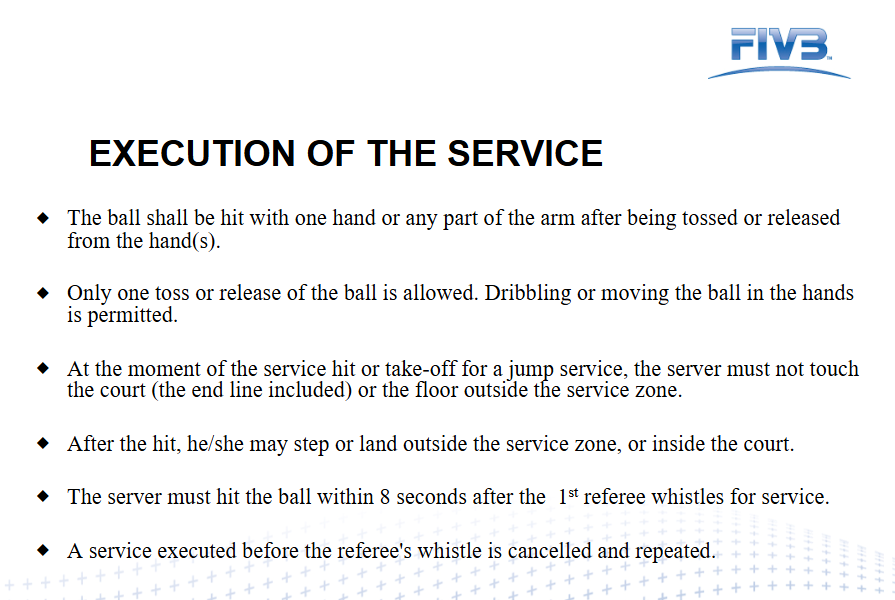 FIVB™
EXECUTION OF THE SERVICE
◆ The ball shall be hit with one hand or any part of the arm after being tossed or released
from the hand(s).
◆ Only one toss or release of the ball is allowed. Dribbling or moving the ball in the hands
is permitted.
◆ At the moment of the service hit or take-off for a jump service, the server must not touch
the court (the end line included) or the floor outside the service zone.
◆ After the hit, he/she may step or land outside the service zone, or inside the court.
◆ The server must hit the ball within 8 seconds after the  1st referee whistles for service.
◆ A service executed before the referee's whistle is cancelled and repeated.